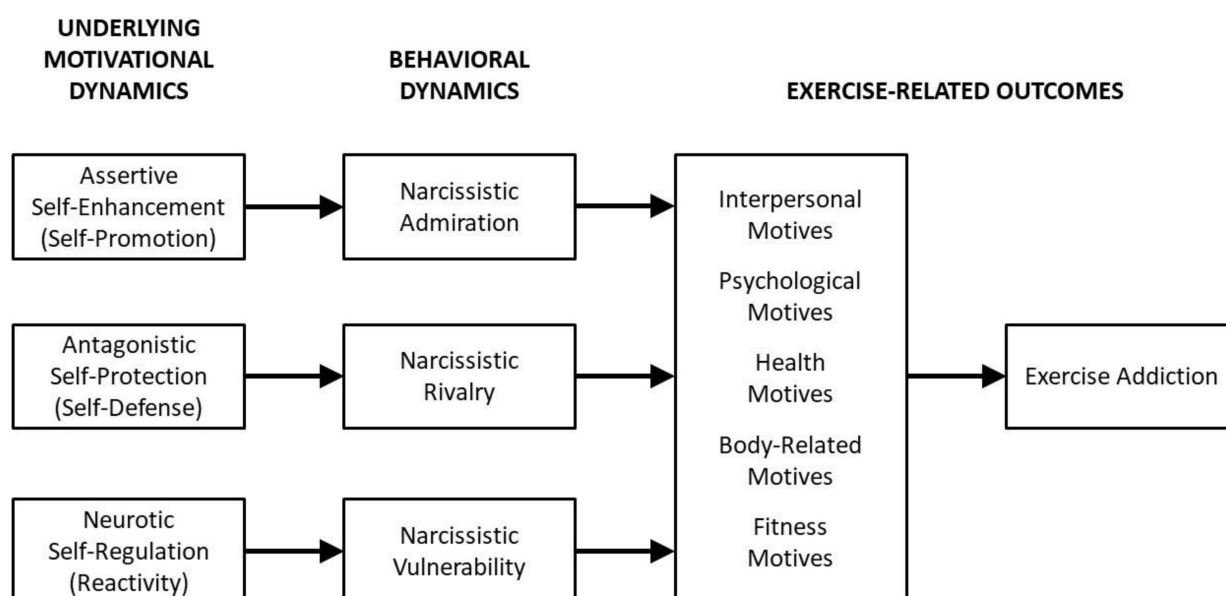 UNDERLYING
MOTIVATIONAL
DYNAMICS
BEHAVIORAL
DYNAMICS
EXERCISE-RELATED OUTCOMES
Assertive
Self-Enhancement
(Self-Promotion)
Narcissistic
Admiration
Interpersonal
Motives
Psychological
Motives
Health
Motives
Body-Related
Motives
Fitness
Motives
Antagonistic
Self-Protection
(Self-Defense)
Narcissistic
Rivalry
Exercise Addiction
Neurotic
Self-Regulation
(Reactivity)
Narcissistic
Vulnerability